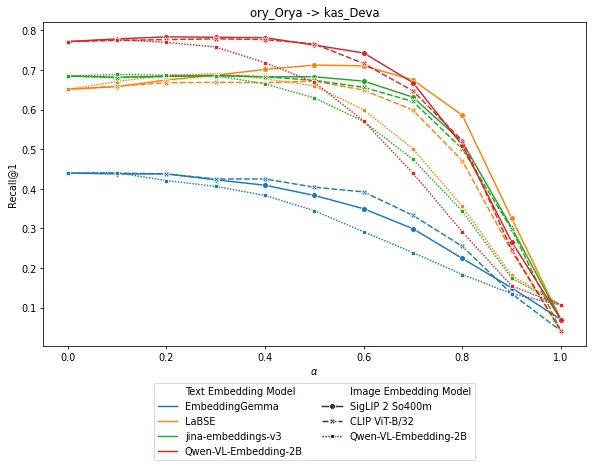 ory_Orya -> kas_Deva
Recall@1
0.8
0.7
0.6
0.5
0.4
0.3
0.2
0.1
0.0
0.2
0.4
0.6
0.8
1.0
α
Text Embedding Model
EmbeddingGemma
LaBSE
jina-embeddings-v3
Qwen-VL-Embedding-2B
Image Embedding Model
SigLIP 2 So400m
CLIP ViT-B/32
Qwen-VL-Embedding-2B